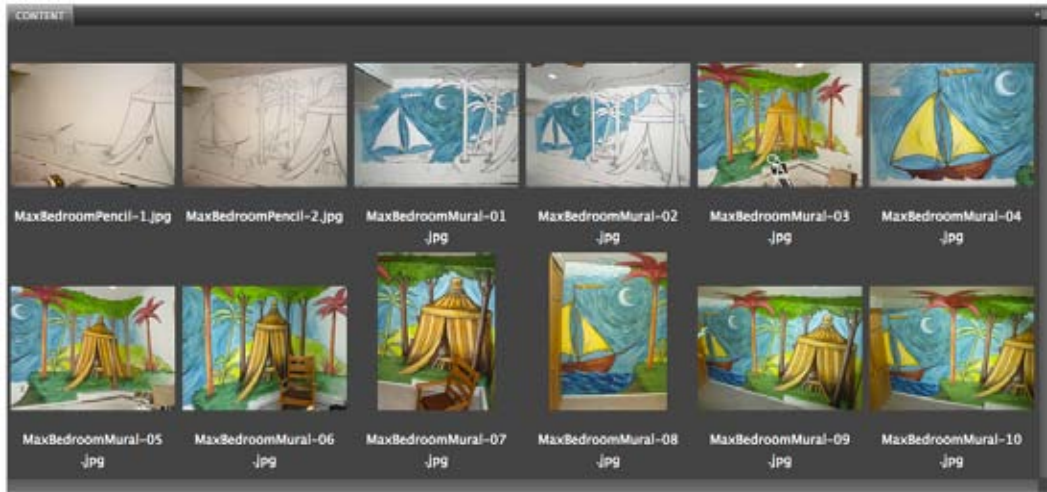 CONTENT
MaxBedroomPencil-1.jpg
MaxBedroomPencil-2.jpg
MaxBedroomMural-01
.jpg
MaxBedroomMural-02
.jpg
MaxBedroomMural-03
.jpg
MaxBedroomMural-04
.jpg
MaxBedroomMural-05
.jpg
MaxBedroomMural-06
.jpg
MaxBedroomMural-07
.jpg
MaxBedroomMural-08
.jpg
MaxBedroomMural-09
.jpg
MaxBedroomMural-10
.jpg